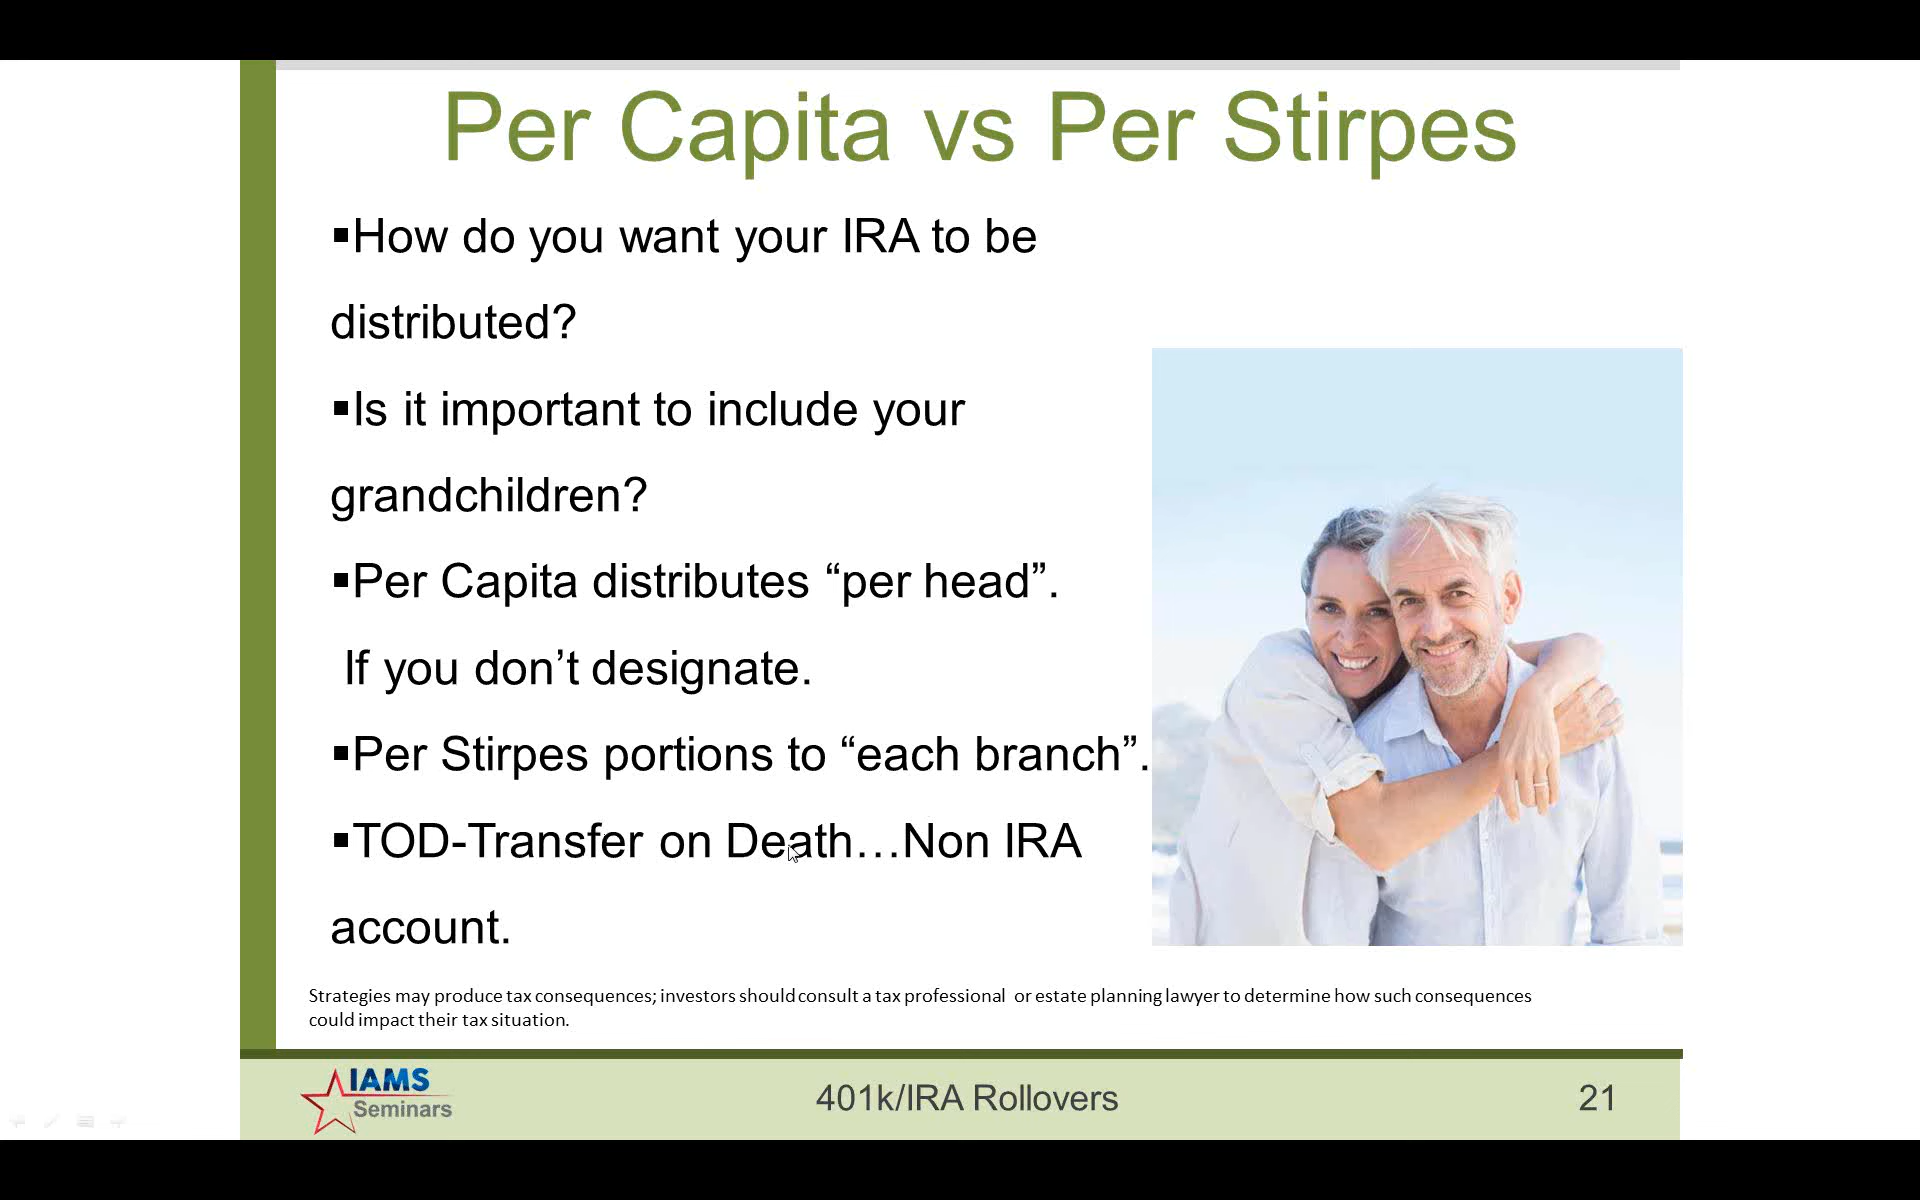 Per Capita vs Per Stirpes
▪How do you want your IRA to be
distributed?
▪Is it important to include your
grandchildren?
▪Per Capita distributes “per head”.
If you don’t designate.
▪Per Stirpes portions to “each branch”.
▪TOD-Transfer on Death…Non IRA
account.
Strategies may produce tax consequences; investors should consult a tax professional or estate planning lawyer to determine how such consequences
could impact their tax situation.
IAMS
Seminars
401k/IRA Rollovers
21